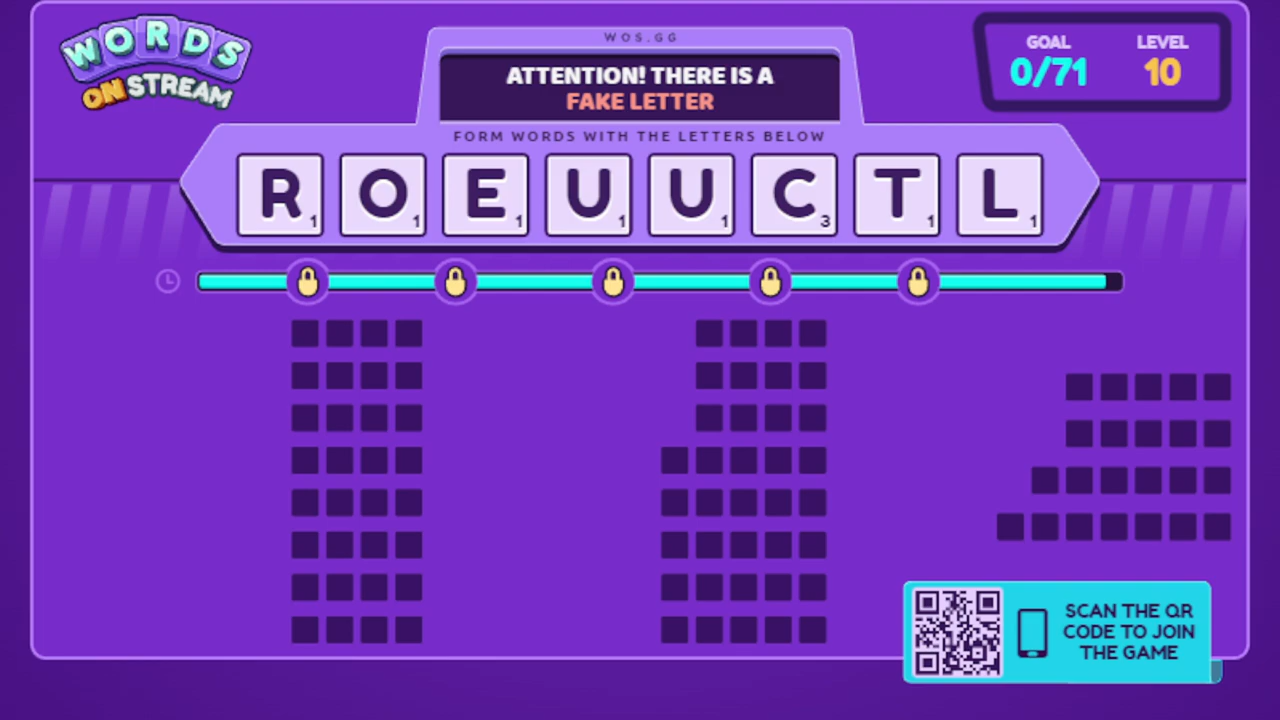 WORDS
ON STREAM
WOS.GG
ATTENTION! THERE IS A
FAKE LETTER
FORM WORDS WITH THE LETTERS BELOW
GOAL
0/71
LEVEL
10
R 1 O 1 E 1 U 1 U 1 C 3 T 1 L 1
SCAN THE QR
CODE TO JOIN
THE GAME